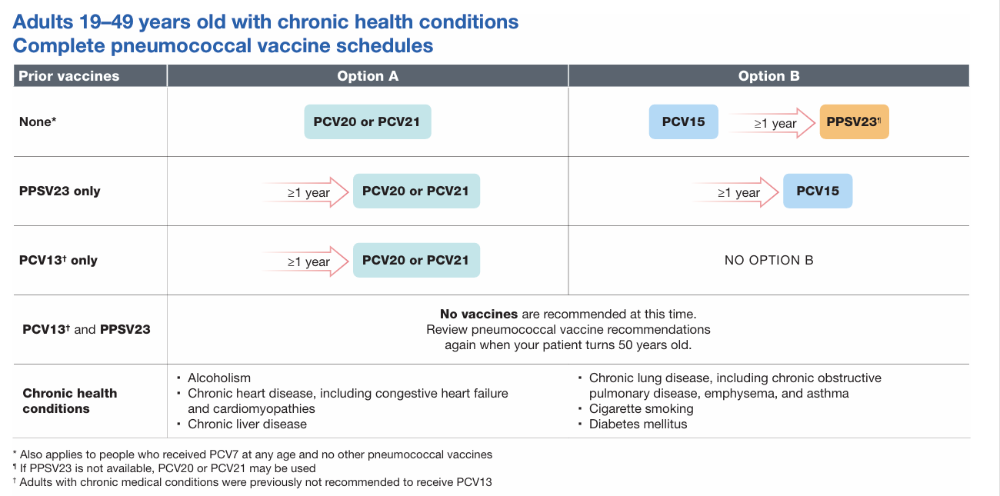 Adults 19–49 years old with chronic health conditions
Complete pneumococcal vaccine schedules
Prior vaccines Option A Option B
None* PCV20 or PCV21 PCV15 ≥1 year PPSV23¶
PPSV23 only ≥1 year PCV20 or PCV21 ≥1 year PCV15
PCV13† only ≥1 year PCV20 or PCV21 NO OPTION B
PCV13† and PPSV23
No vaccines are recommended at this time.
Review pneumococcal vaccine recommendations
again when your patient turns 50 years old.
Chronic health
conditions
▪ Alcoholism
▪ Chronic heart disease, including congestive heart failure
and cardiomyopathies
▪ Chronic liver disease
▪ Chronic lung disease, including chronic obstructive
pulmonary disease, emphysema, and asthma
▪ Cigarette smoking
▪ Diabetes mellitus
* Also applies to people who received PCV7 at any age and no other pneumococcal vaccines
¶ If PPSV23 is not available, PCV20 or PCV21 may be used
† Adults with chronic medical conditions were previously not recommended to receive PCV13